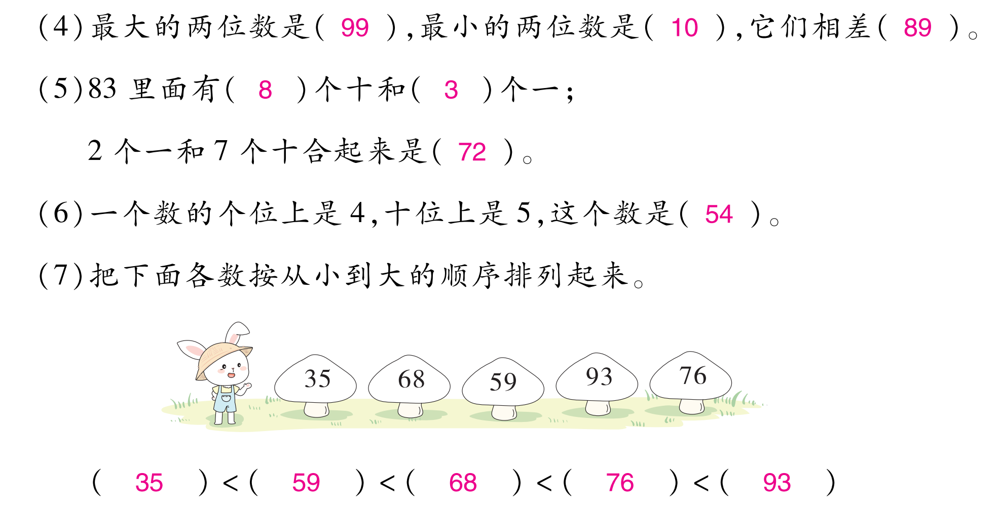 (4)最大的两位数是( 99 ),最小的两位数是( 10 ),它们相差( 89 )。
(5)83 里面有( 8 )个十和( 3 )个一;
2 个一和 7 个十合起来是( 72 )。
(6)一个数的个位上是 4,十位上是 5,这个数是( 54 )。
(7)把下面各数按从小到大的顺序排列起来。
35 68 59 93 76
( 35 )<( 59 )<( 68 )<( 76 )<( 93 )